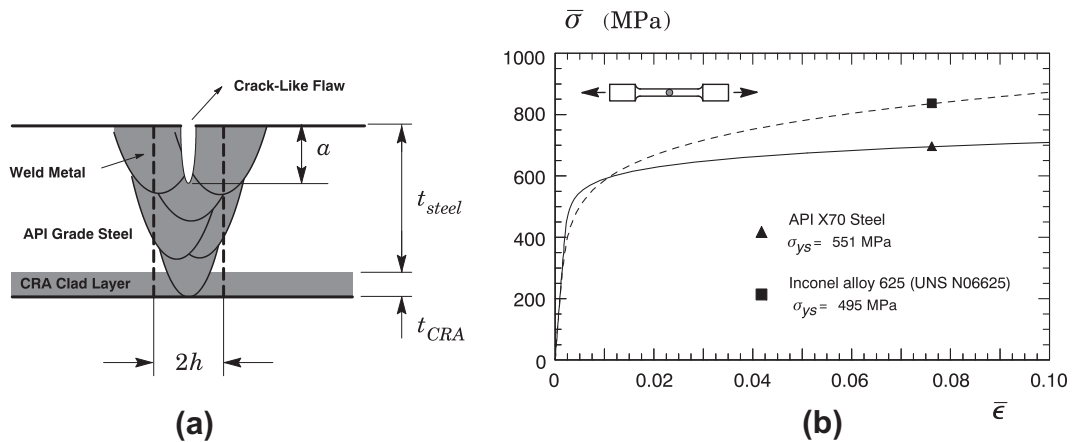 Crack-Like Flaw
Weld Metal
a
t_steel
API Grade Steel
CRA Clad Layer
t_CRA
2h
(a)
σ̅ (MPa)
1000
800
600
400
200
0
API X70 Steel
σys= 551 MPa
Inconel alloy 625 (UNS N06625)
σys= 495 MPa
0 0.02 0.04 0.06 0.08 0.10
ϵ̅
(b)